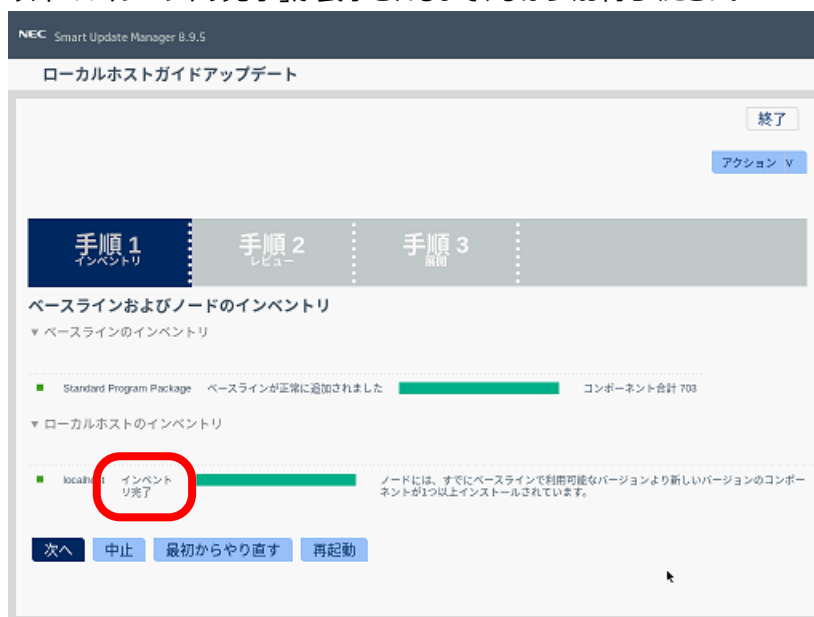 NEC Smart Update Manager 8.9.5
ローカルホストガイドアップデート
終了
アクション ∨
手順 1
インベントリ
手順 2
レビュー
手順 3
展開
ベースラインおよびノードのインベントリ
▼ ベースラインのインベントリ
Standard Program Package ベースラインが正常に追加されました コンポーネント合計 703
▼ ローカルホストのインベントリ
localhost インベント
リ完了
ノードには、すでにベースラインで利用可能なバージョンより新しいバージョンのコンポー
ネントが1つ以上インストールされています。
次へ 中止 最初からやり直す 再起動